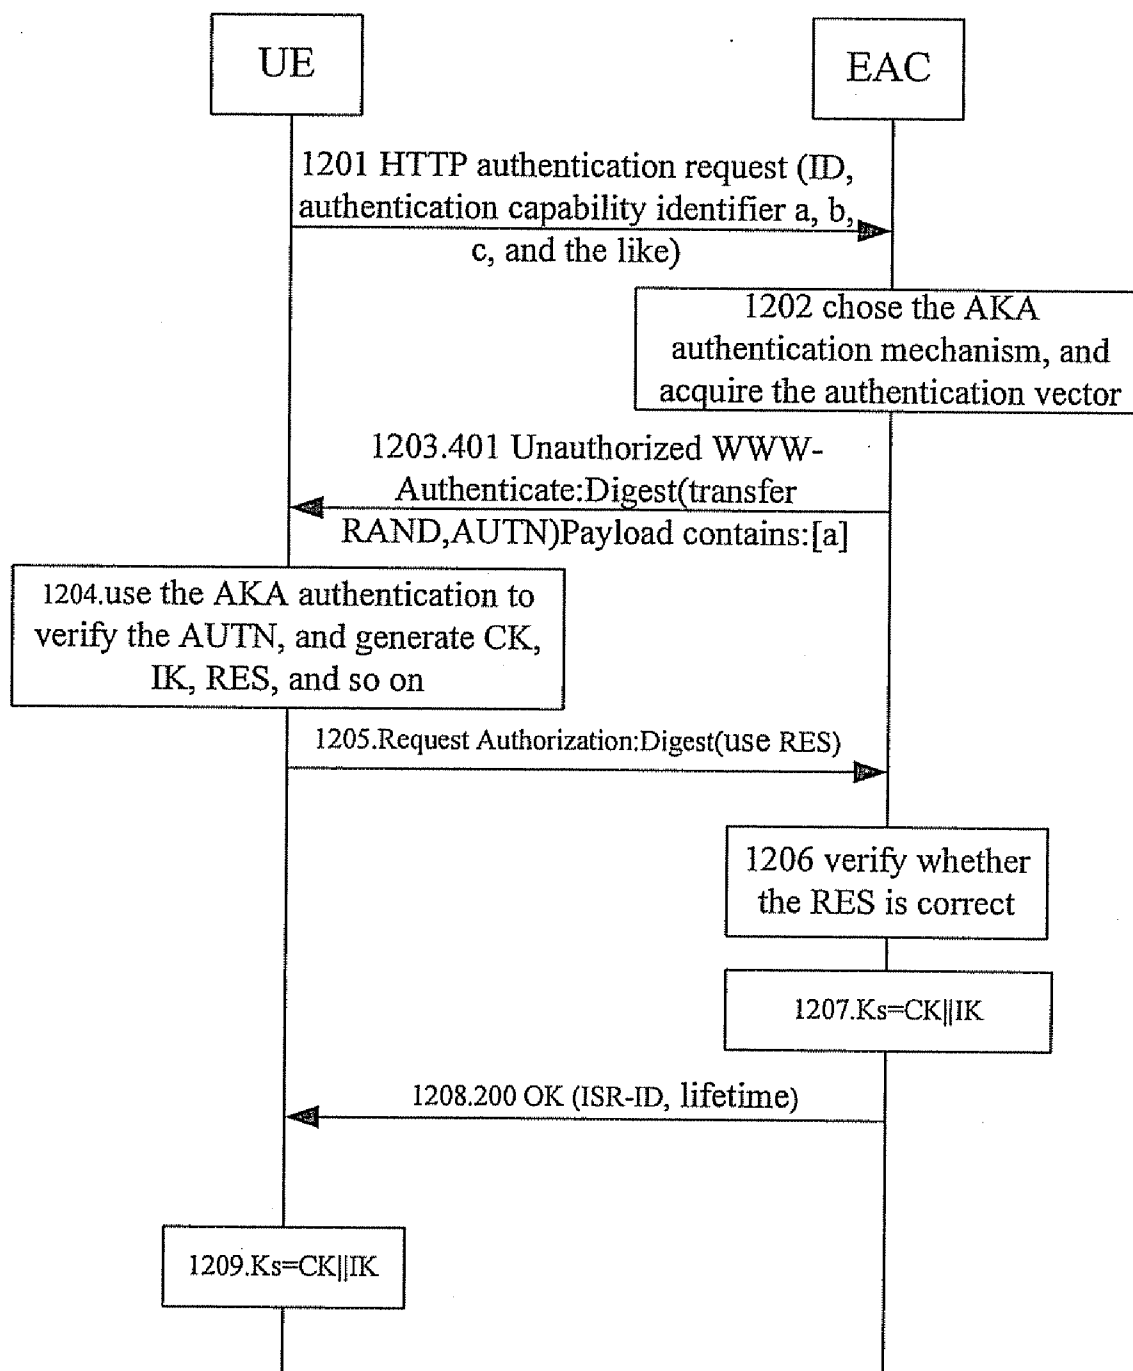 UE
EAC
1201 HTTP authentication request (ID,
authentication capability identifier a, b,
c, and the like)
1202 chose the AKA
authentication mechanism, and
acquire the authentication vector
1203.401 Unauthorized WWW-
Authenticate:Digest(transfer
RAND,AUTN)Payload contains:[a]
1204.use the AKA authentication to
verify the AUTN, and generate CK,
IK, RES, and so on
1205.Request Authorization:Digest(use RES)
1206 verify whether
the RES is correct
1207.Ks=CK||IK
1208.200 OK (ISR-ID, lifetime)
1209.Ks=CK||IK